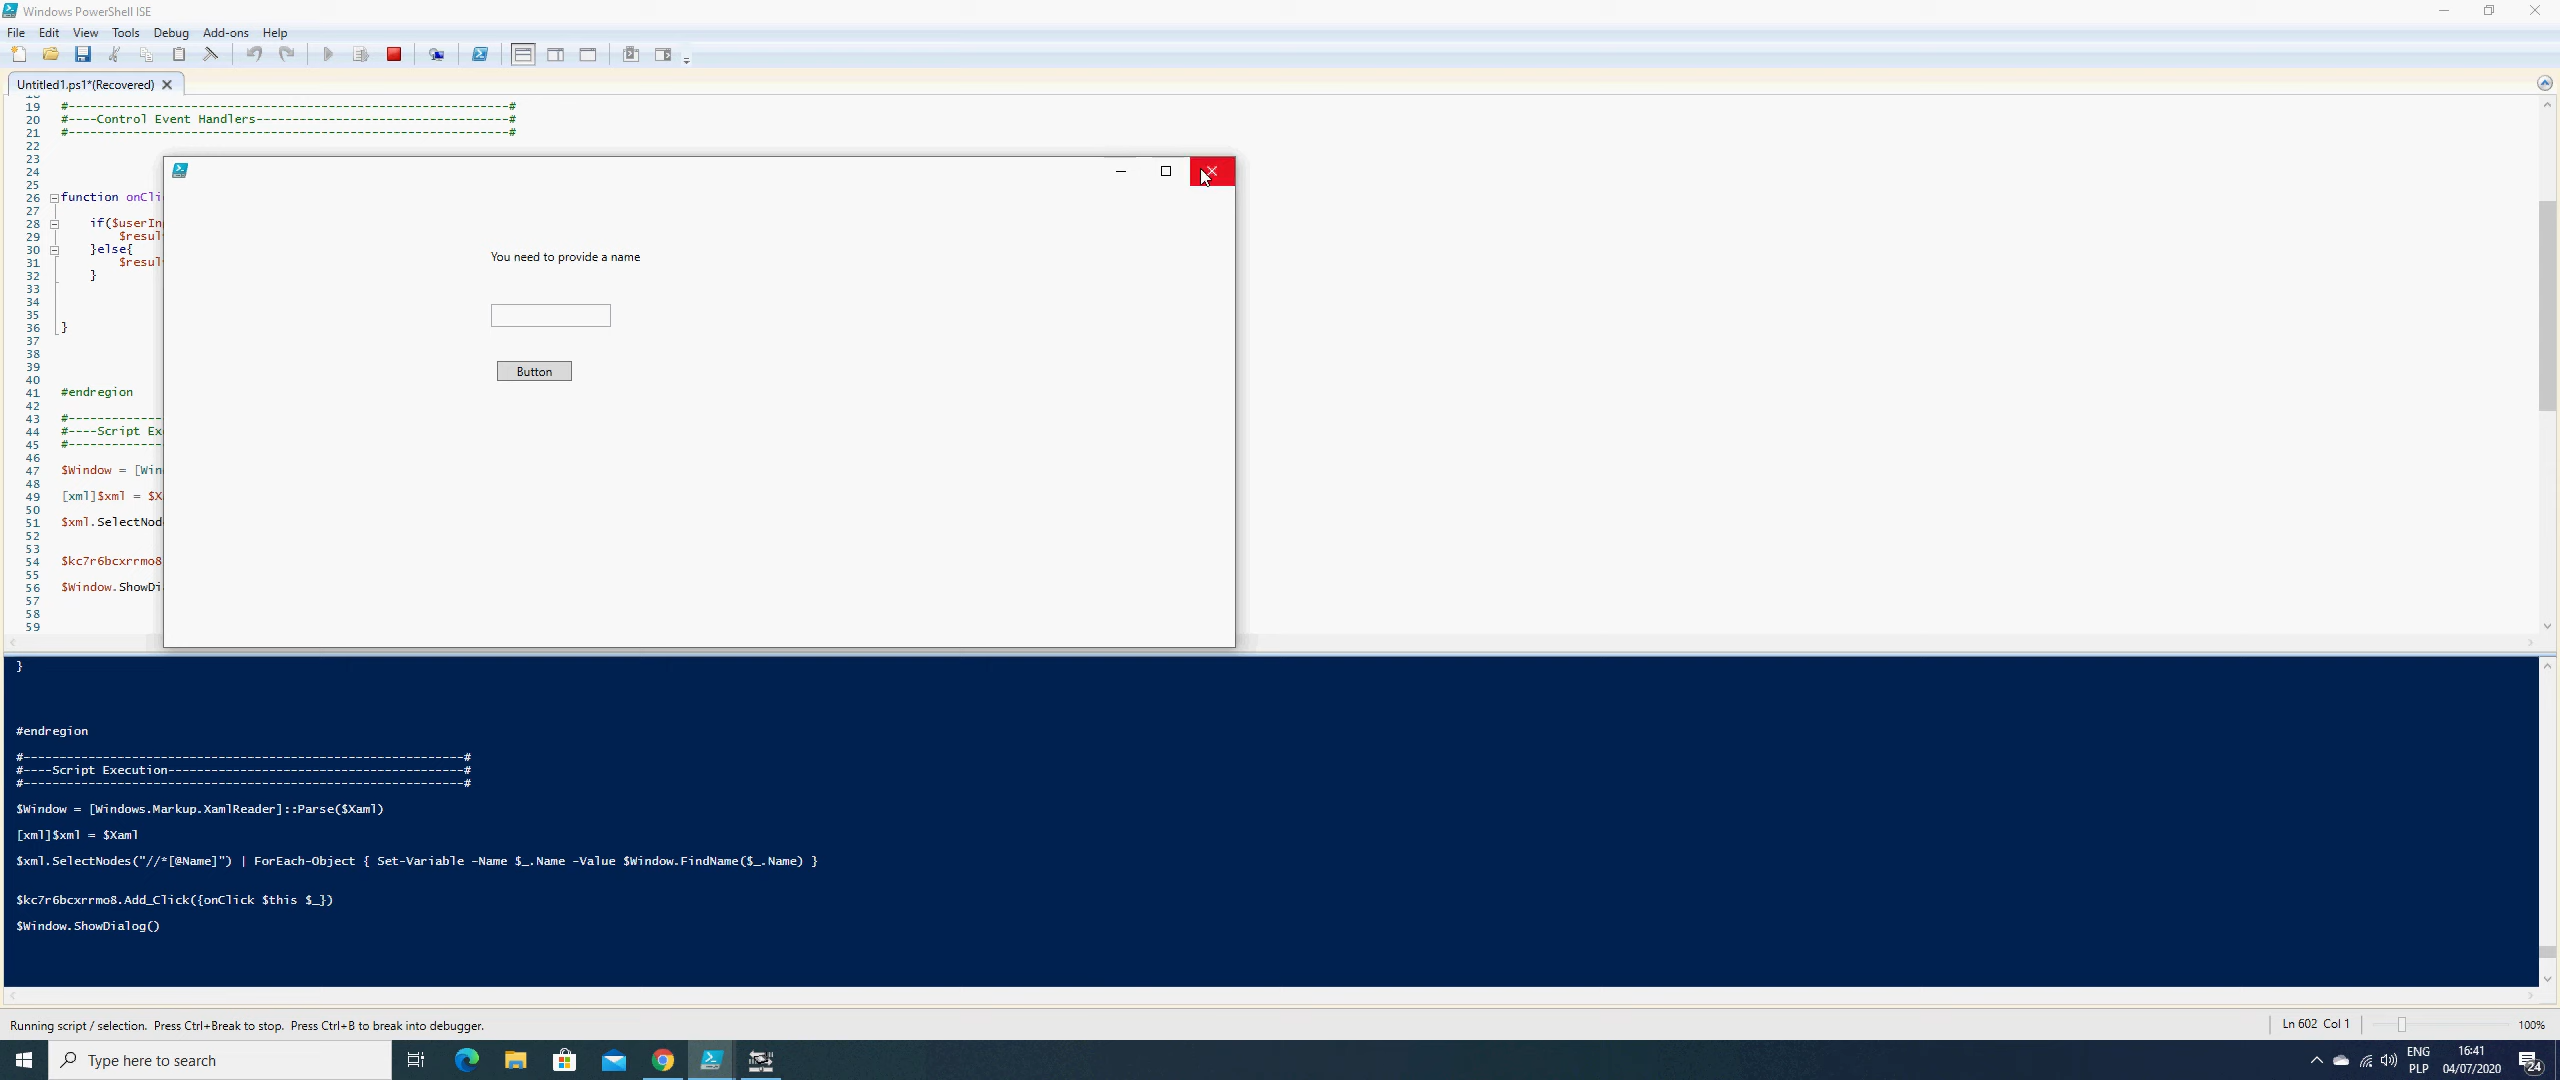 Windows PowerShell ISE
File Edit View Tools Debug Add-ons Help
Untitled1.ps1*(Recovered)
19 #-------------------------------------------------------------#
20 #----Control Event Handlers-----------------------------------#
21 #-------------------------------------------------------------#
22
23
24
25
26 function onCli
27
28 if($userIn
29 $resul
30 }else{
31 $resul
32 }
33
34
35
36 }
37
38
39
40
41 #endregion
42
43 #-------------
44 #----Script Ex
45 #-------------
46
47 $Window = [Win
48
49 [xml]$xml = $X
50
51 $xml.SelectNod
52
53
54 $kc7r6bcxrrmo8
55
56 $Window.ShowDi
57
58
59
You need to provide a name
Button
}
#endregion
#-------------------------------------------------------------#
#----Script Execution-----------------------------------------#
#-------------------------------------------------------------#
$Window = [Windows.Markup.XamlReader]::Parse($Xaml)
[xml]$xml = $Xaml
$xml.SelectNodes("//*[@Name]") | ForEach-Object { Set-Variable -Name $_.Name -Value $Window.FindName($_.Name) }
$kc7r6bcxrrmo8.Add_Click({onClick $this $_})
$Window.ShowDialog()
Running script / selection. Press Ctrl+Break to stop. Press Ctrl+B to break into debugger.
Ln 602 Col 1
100%
Type here to search
ENG
PLP
16:41
04/07/2020
24